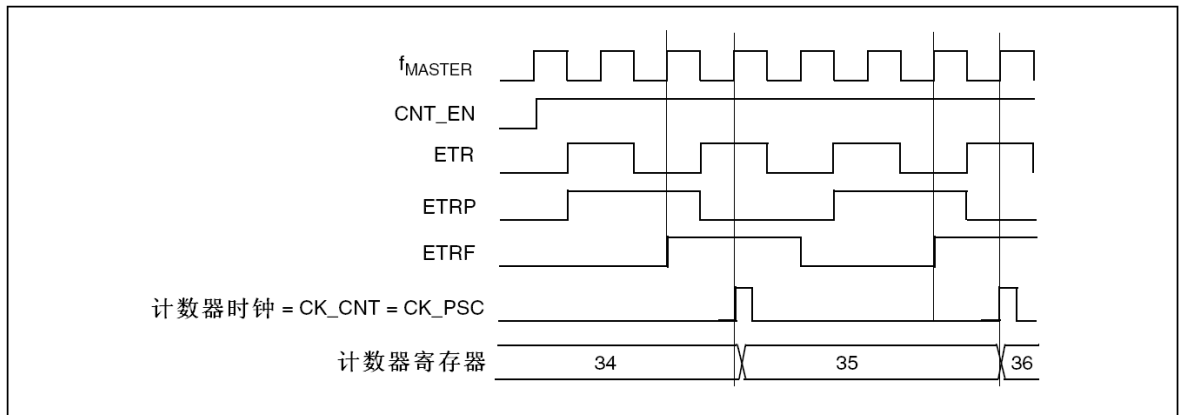 fMASTER
CNT_EN
ETR
ETRP
ETRF
计数器时钟 = CK_CNT = CK_PSC
计数器寄存器 34 35 36